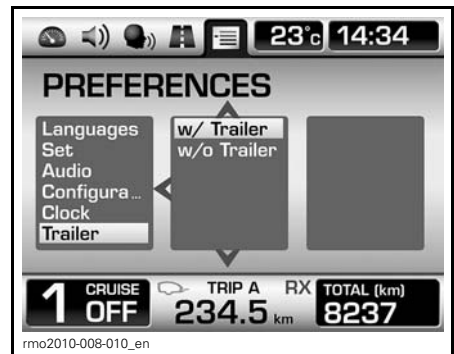 23°c 14:34
PREFERENCES
Languages
Set
Audio
Configura...
Clock
Trailer
w/ Trailer
w/o Trailer
1 CRUISE OFF
TRIP A
234.5 km
RX
TOTAL (km)
8237
rmo2010-008-010_en